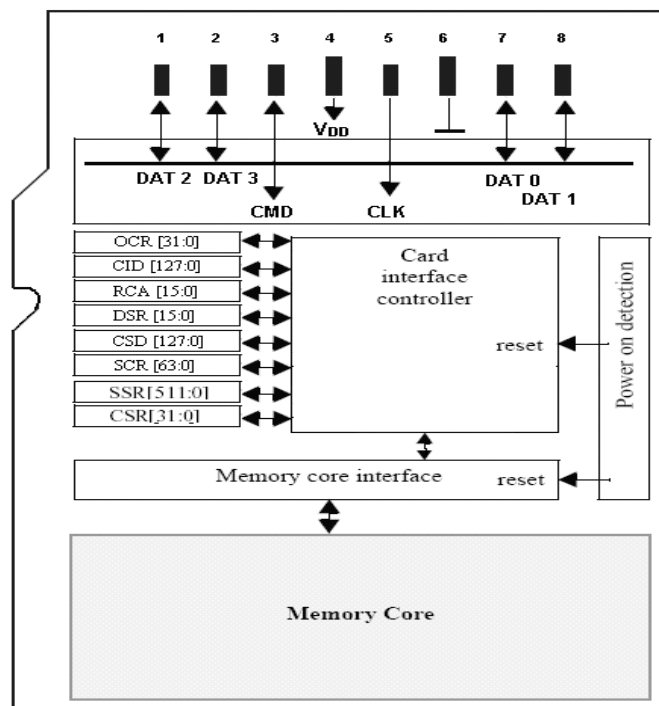 1 2 3 4 5 6 7 8
VDD
DAT 2 DAT 3 DAT 0
DAT 1
CMD CLK
OCR [31:0]
CID [127:0]
RCA [15:0]
DSR [15:0]
CSD [127:0]
SCR [63:0]
SSR[511:0]
CSR[31:0]
Card
interface
controller
reset
Power on detection
Memory core interface reset
Memory Core